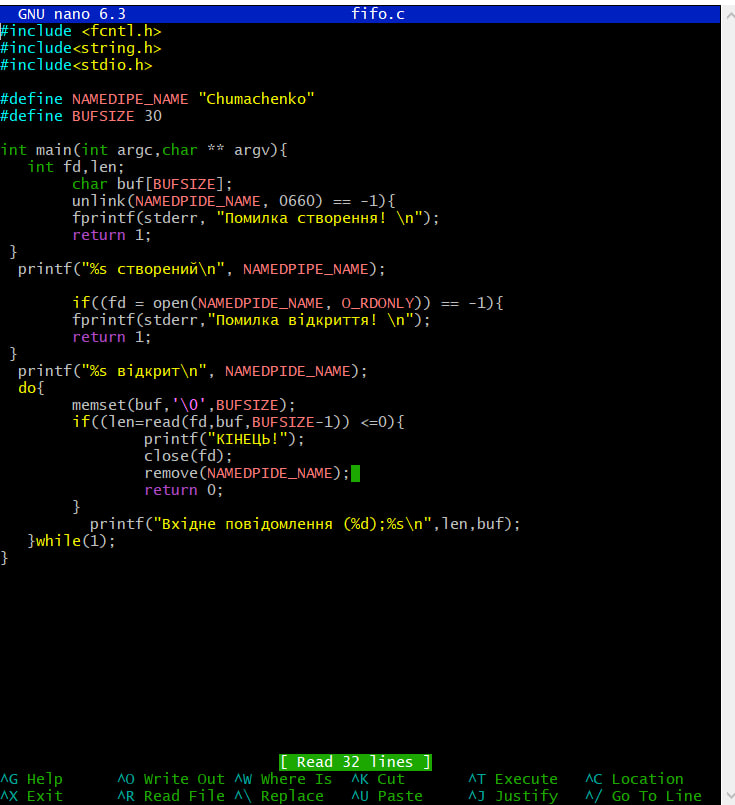 GNU nano 6.3 fifo.c
#include <fcntl.h>
#include<string.h>
#include<stdio.h>
#define NAMEDIPE_NAME "Chumachenko"
#define BUFSIZE 30
int main(int argc,char ** argv){
int fd,len;
char buf[BUFSIZE];
unlink(NAMEDPIDE_NAME, 0660) == -1){
fprintf(stderr, "Помилка створення! \n");
return 1;
}
printf("%s створений\n", NAMEDPIPE_NAME);
if((fd = open(NAMEDPIDE_NAME, O_RDONLY)) == -1){
fprintf(stderr,"Помилка відкриття! \n");
return 1;
}
printf("%s відкрит\n", NAMEDPIDE_NAME);
do{
memset(buf,'\0',BUFSIZE);
if((len=read(fd,buf,BUFSIZE-1)) <=0){
printf("КІНЕЦЬ!");
close(fd);
remove(NAMEDPIDE_NAME);
return 0;
}
printf("Вхідне повідомлення (%d);%s\n",len,buf);
}while(1);
}
[ Read 32 lines ]
^G Help ^O Write Out ^W Where Is ^K Cut ^T Execute ^C Location
^X Exit ^R Read File ^\ Replace ^U Paste ^J Justify ^/ Go To Line